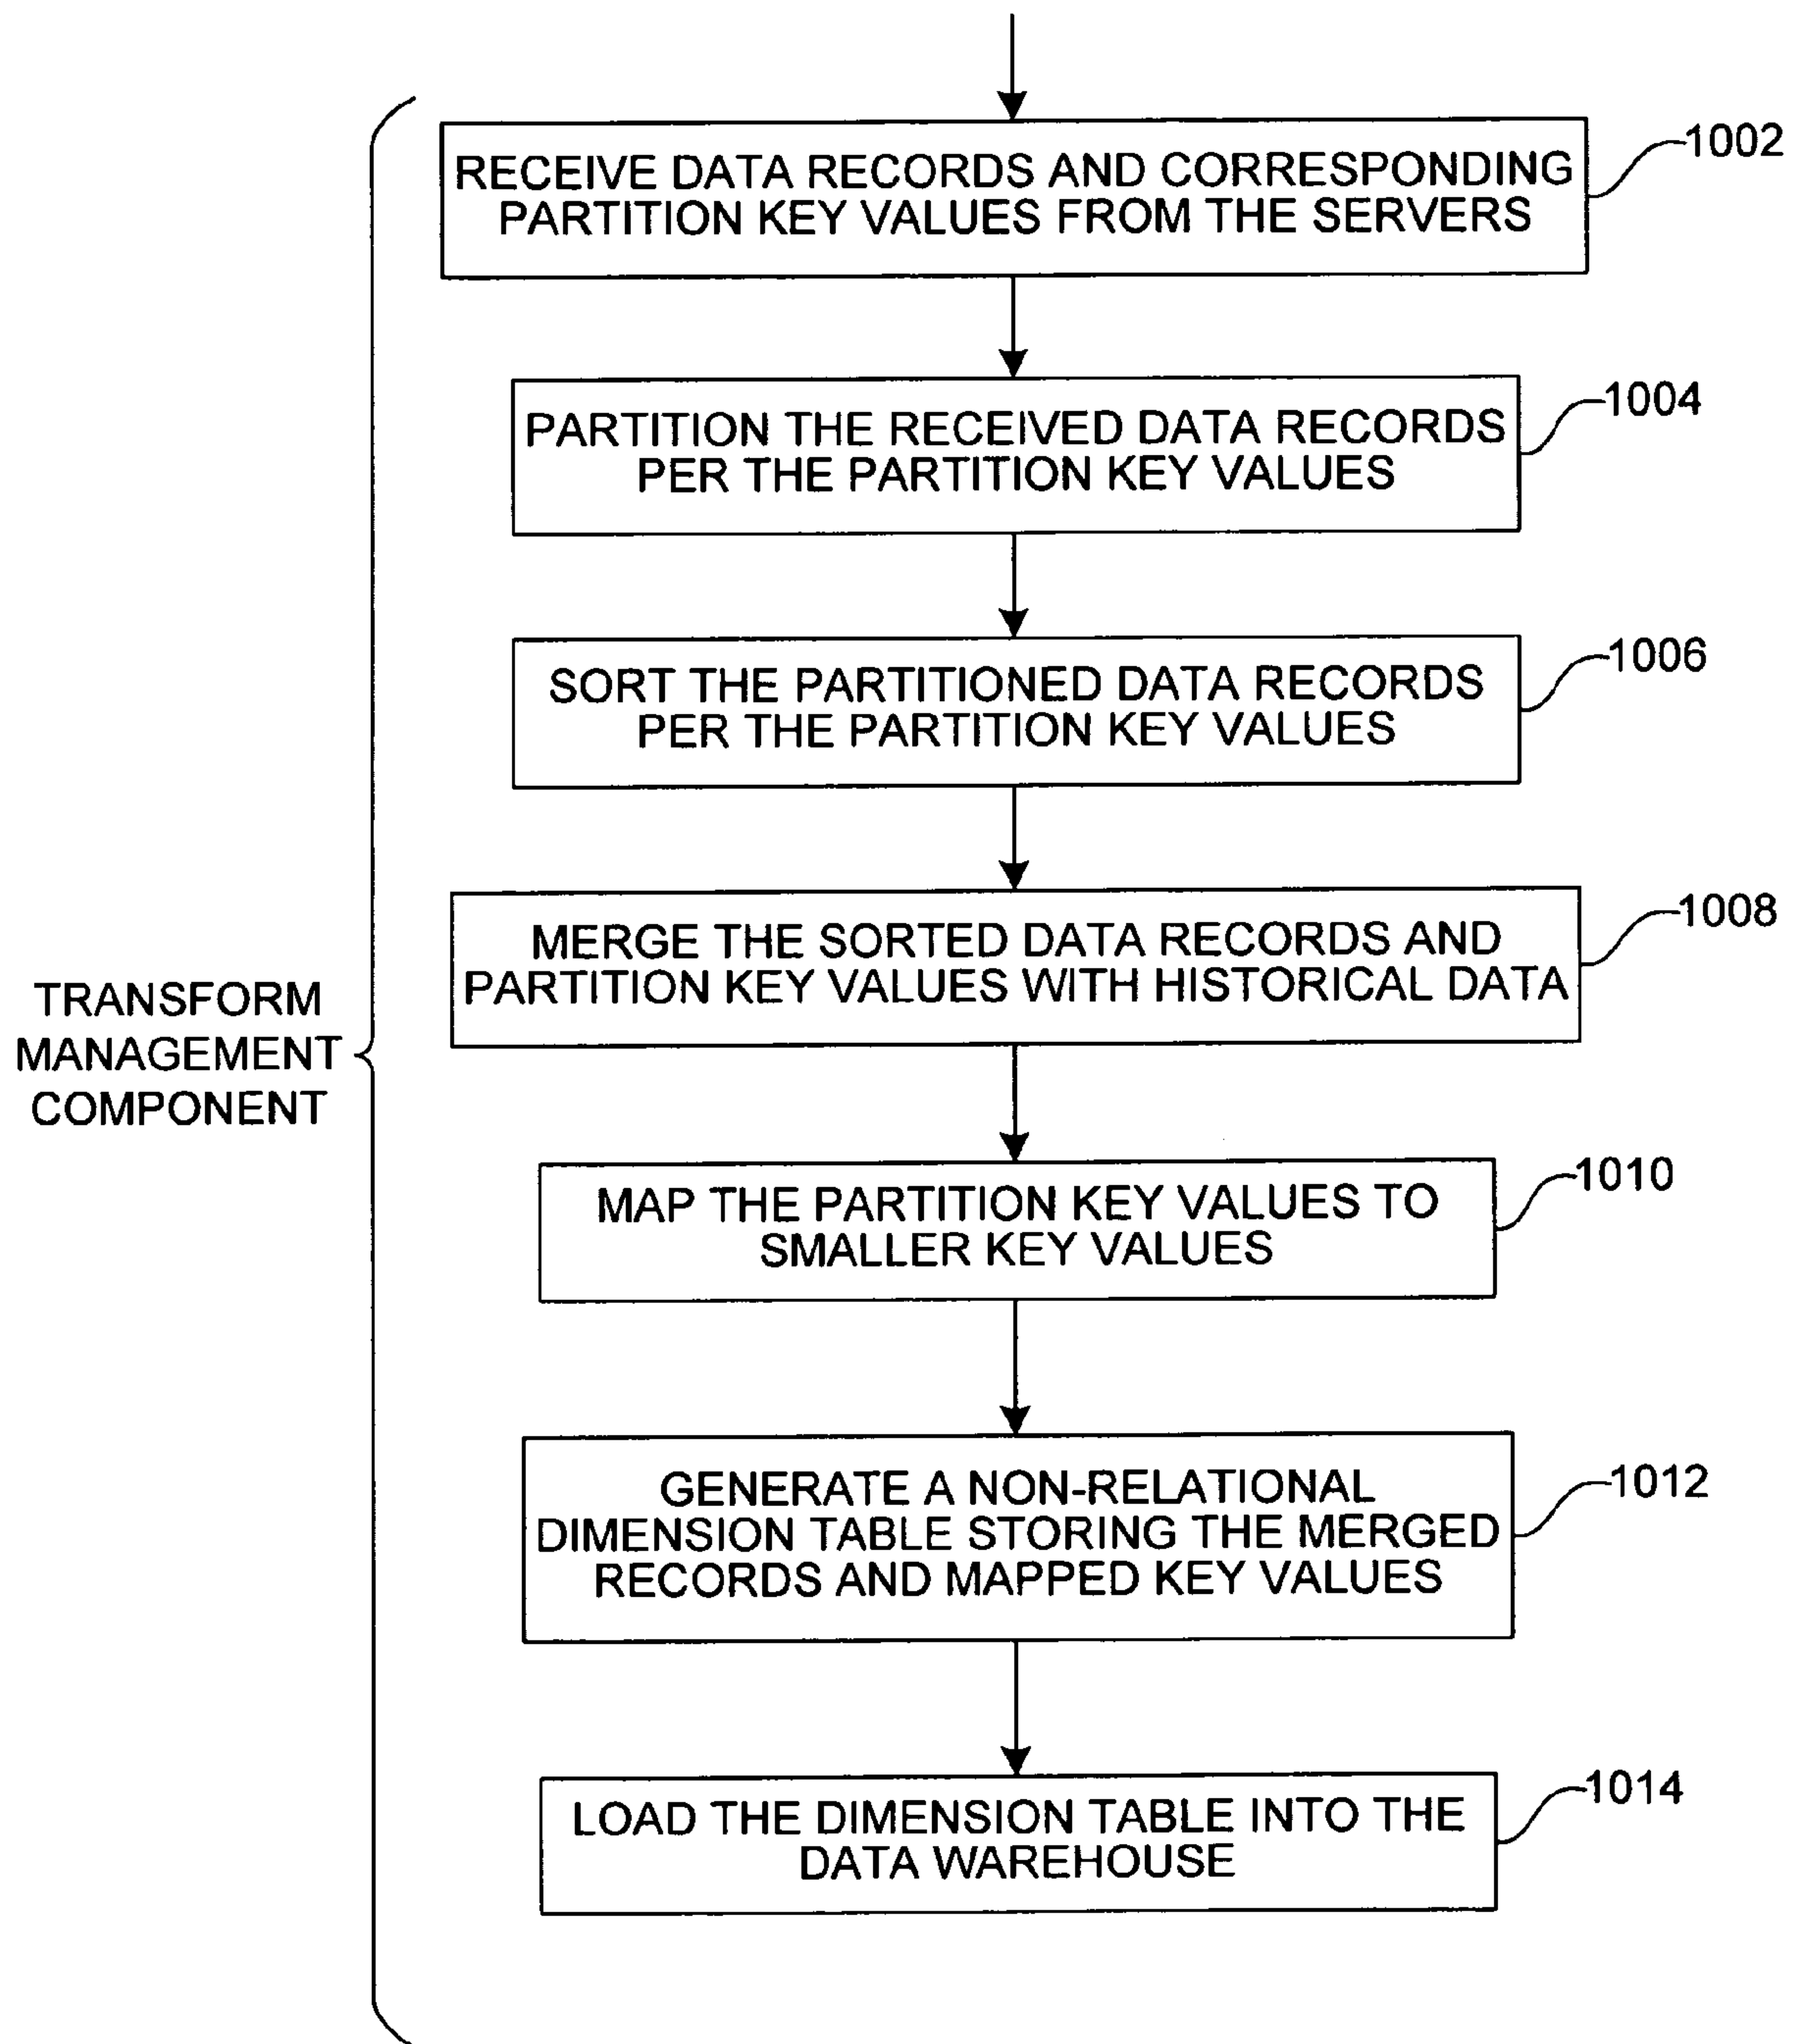 RECEIVE DATA RECORDS AND CORRESPONDING
PARTITION KEY VALUES FROM THE SERVERS
1002
PARTITION THE RECEIVED DATA RECORDS
PER THE PARTITION KEY VALUES
1004
SORT THE PARTITIONED DATA RECORDS
PER THE PARTITION KEY VALUES
1006
MERGE THE SORTED DATA RECORDS AND
PARTITION KEY VALUES WITH HISTORICAL DATA
1008
TRANSFORM
MANAGEMENT
COMPONENT
MAP THE PARTITION KEY VALUES TO
SMALLER KEY VALUES
1010
GENERATE A NON-RELATIONAL
DIMENSION TABLE STORING THE MERGED
RECORDS AND MAPPED KEY VALUES
1012
LOAD THE DIMENSION TABLE INTO THE
DATA WAREHOUSE
1014